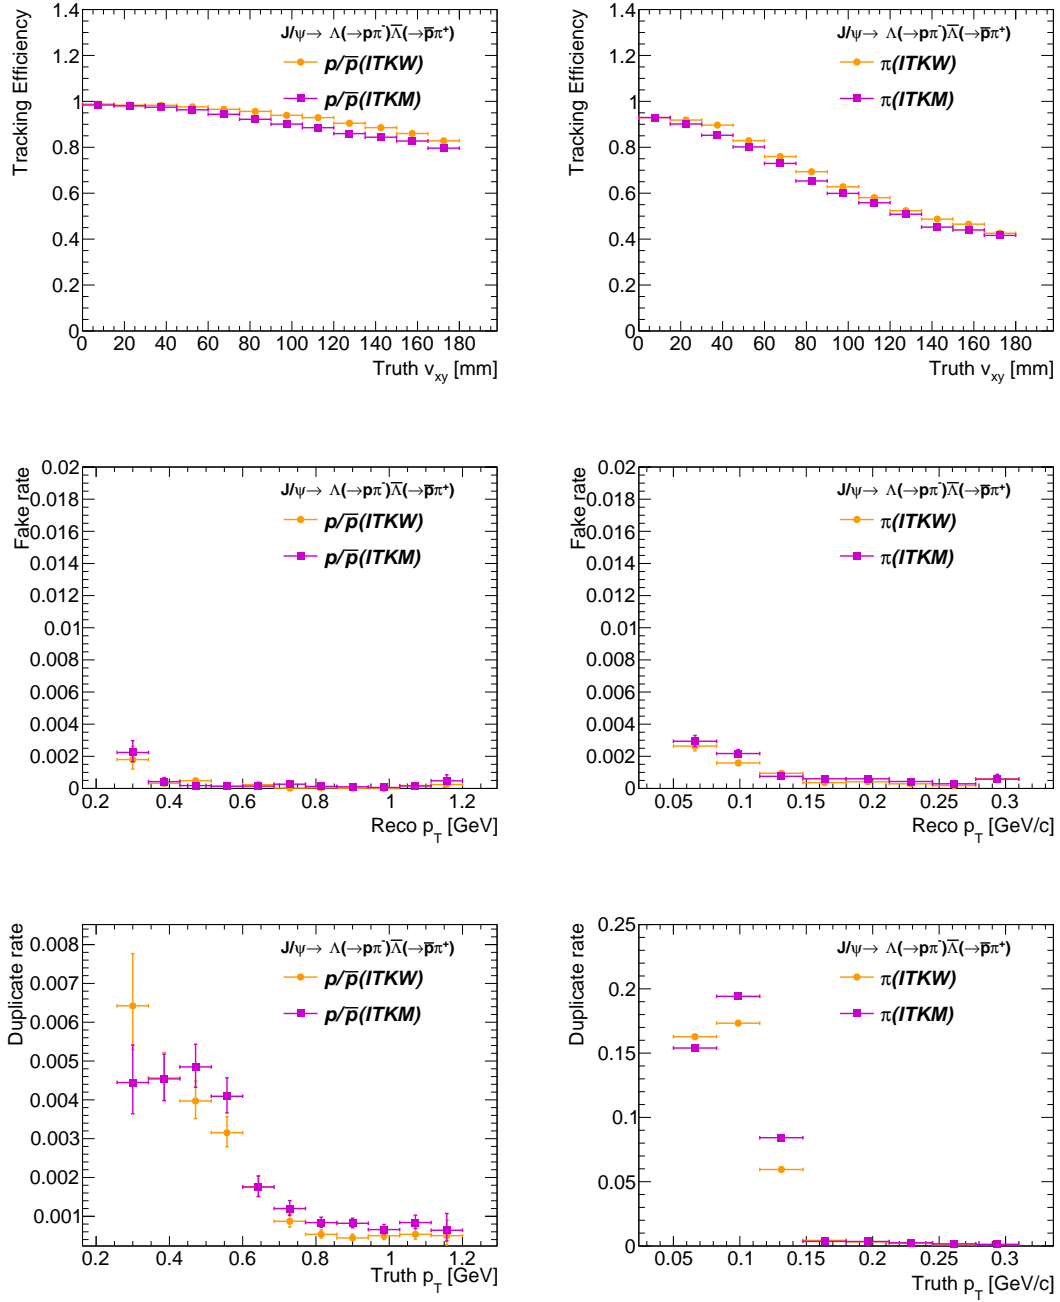 Tracking Efficiency
1.4
1.2
1
0.8
0.6
0.4
0.2
0
J/ψ→ Λ(→pπ⁻)Λ̅(→p̅π⁺)
p/p̅(ITKW)
p/p̅(ITKM)
0 20 40 60 80 100 120 140 160 180
Truth v_xy [mm]
Tracking Efficiency
1.4
1.2
1
0.8
0.6
0.4
0.2
0
J/ψ→ Λ(→pπ⁻)Λ̅(→p̅π⁺)
π(ITKW)
π(ITKM)
0 20 40 60 80 100 120 140 160 180
Truth v_xy [mm]
Fake rate
0.02
0.018
0.016
0.014
0.012
0.01
0.008
0.006
0.004
0.002
0
J/ψ→ Λ(→pπ⁻)Λ̅(→p̅π⁺)
p/p̅(ITKW)
p/p̅(ITKM)
0.2 0.4 0.6 0.8 1 1.2
Reco p_T [GeV]
Fake rate
0.02
0.018
0.016
0.014
0.012
0.01
0.008
0.006
0.004
0.002
0
J/ψ→ Λ(→pπ⁻)Λ̅(→p̅π⁺)
π(ITKW)
π(ITKM)
0.05 0.1 0.15 0.2 0.25 0.3
Reco p_T [GeV/c]
Duplicate rate
0.008
0.007
0.006
0.005
0.004
0.003
0.002
0.001
J/ψ→ Λ(→pπ⁻)Λ̅(→p̅π⁺)
p/p̅(ITKW)
p/p̅(ITKM)
0.2 0.4 0.6 0.8 1 1.2
Truth p_T [GeV]
Duplicate rate
0.25
0.2
0.15
0.1
0.05
0
J/ψ→ Λ(→pπ⁻)Λ̅(→p̅π⁺)
π(ITKW)
π(ITKM)
0.05 0.1 0.15 0.2 0.25 0.3
Truth p_T [GeV/c]